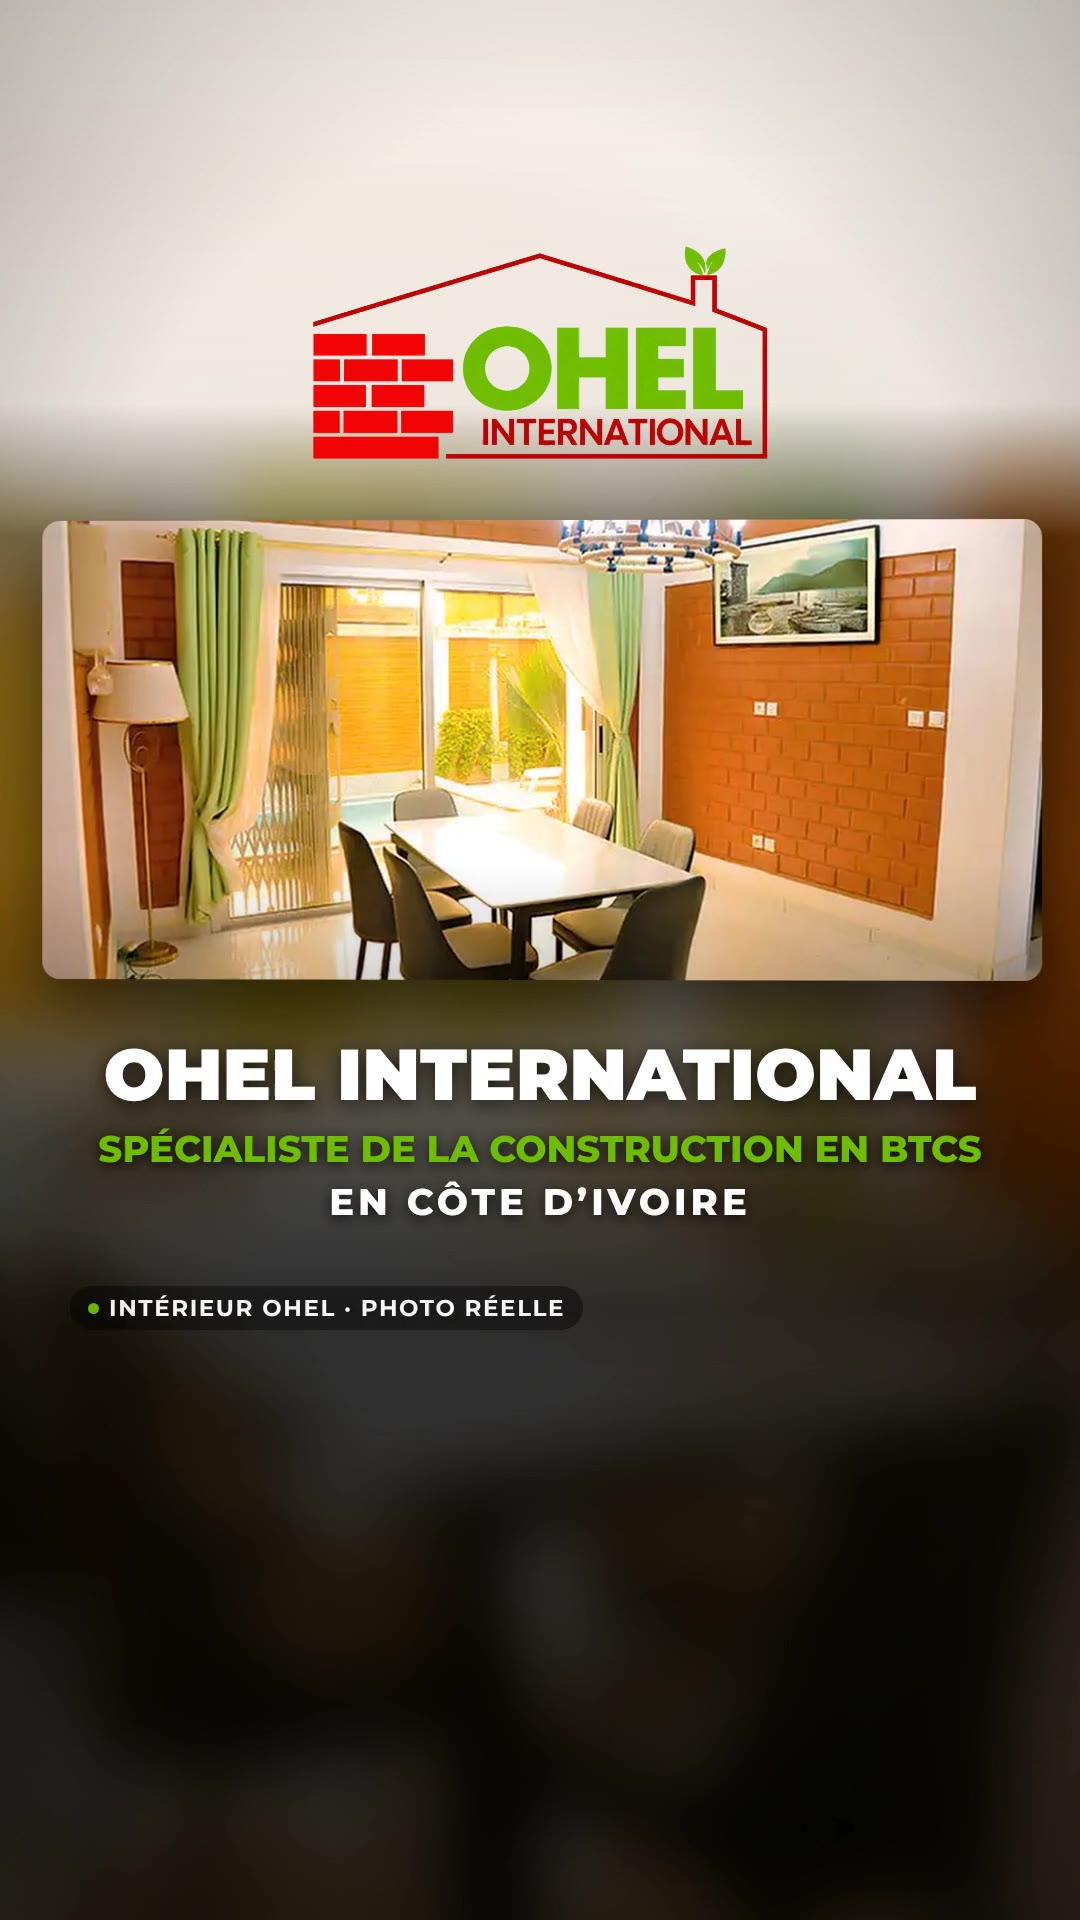 OHEL
INTERNATIONAL
OHEL INTERNATIONAL
SPÉCIALISTE DE LA CONSTRUCTION EN BTCS
EN CÔTE D’IVOIRE
INTÉRIEUR OHEL · PHOTO RÉELLE